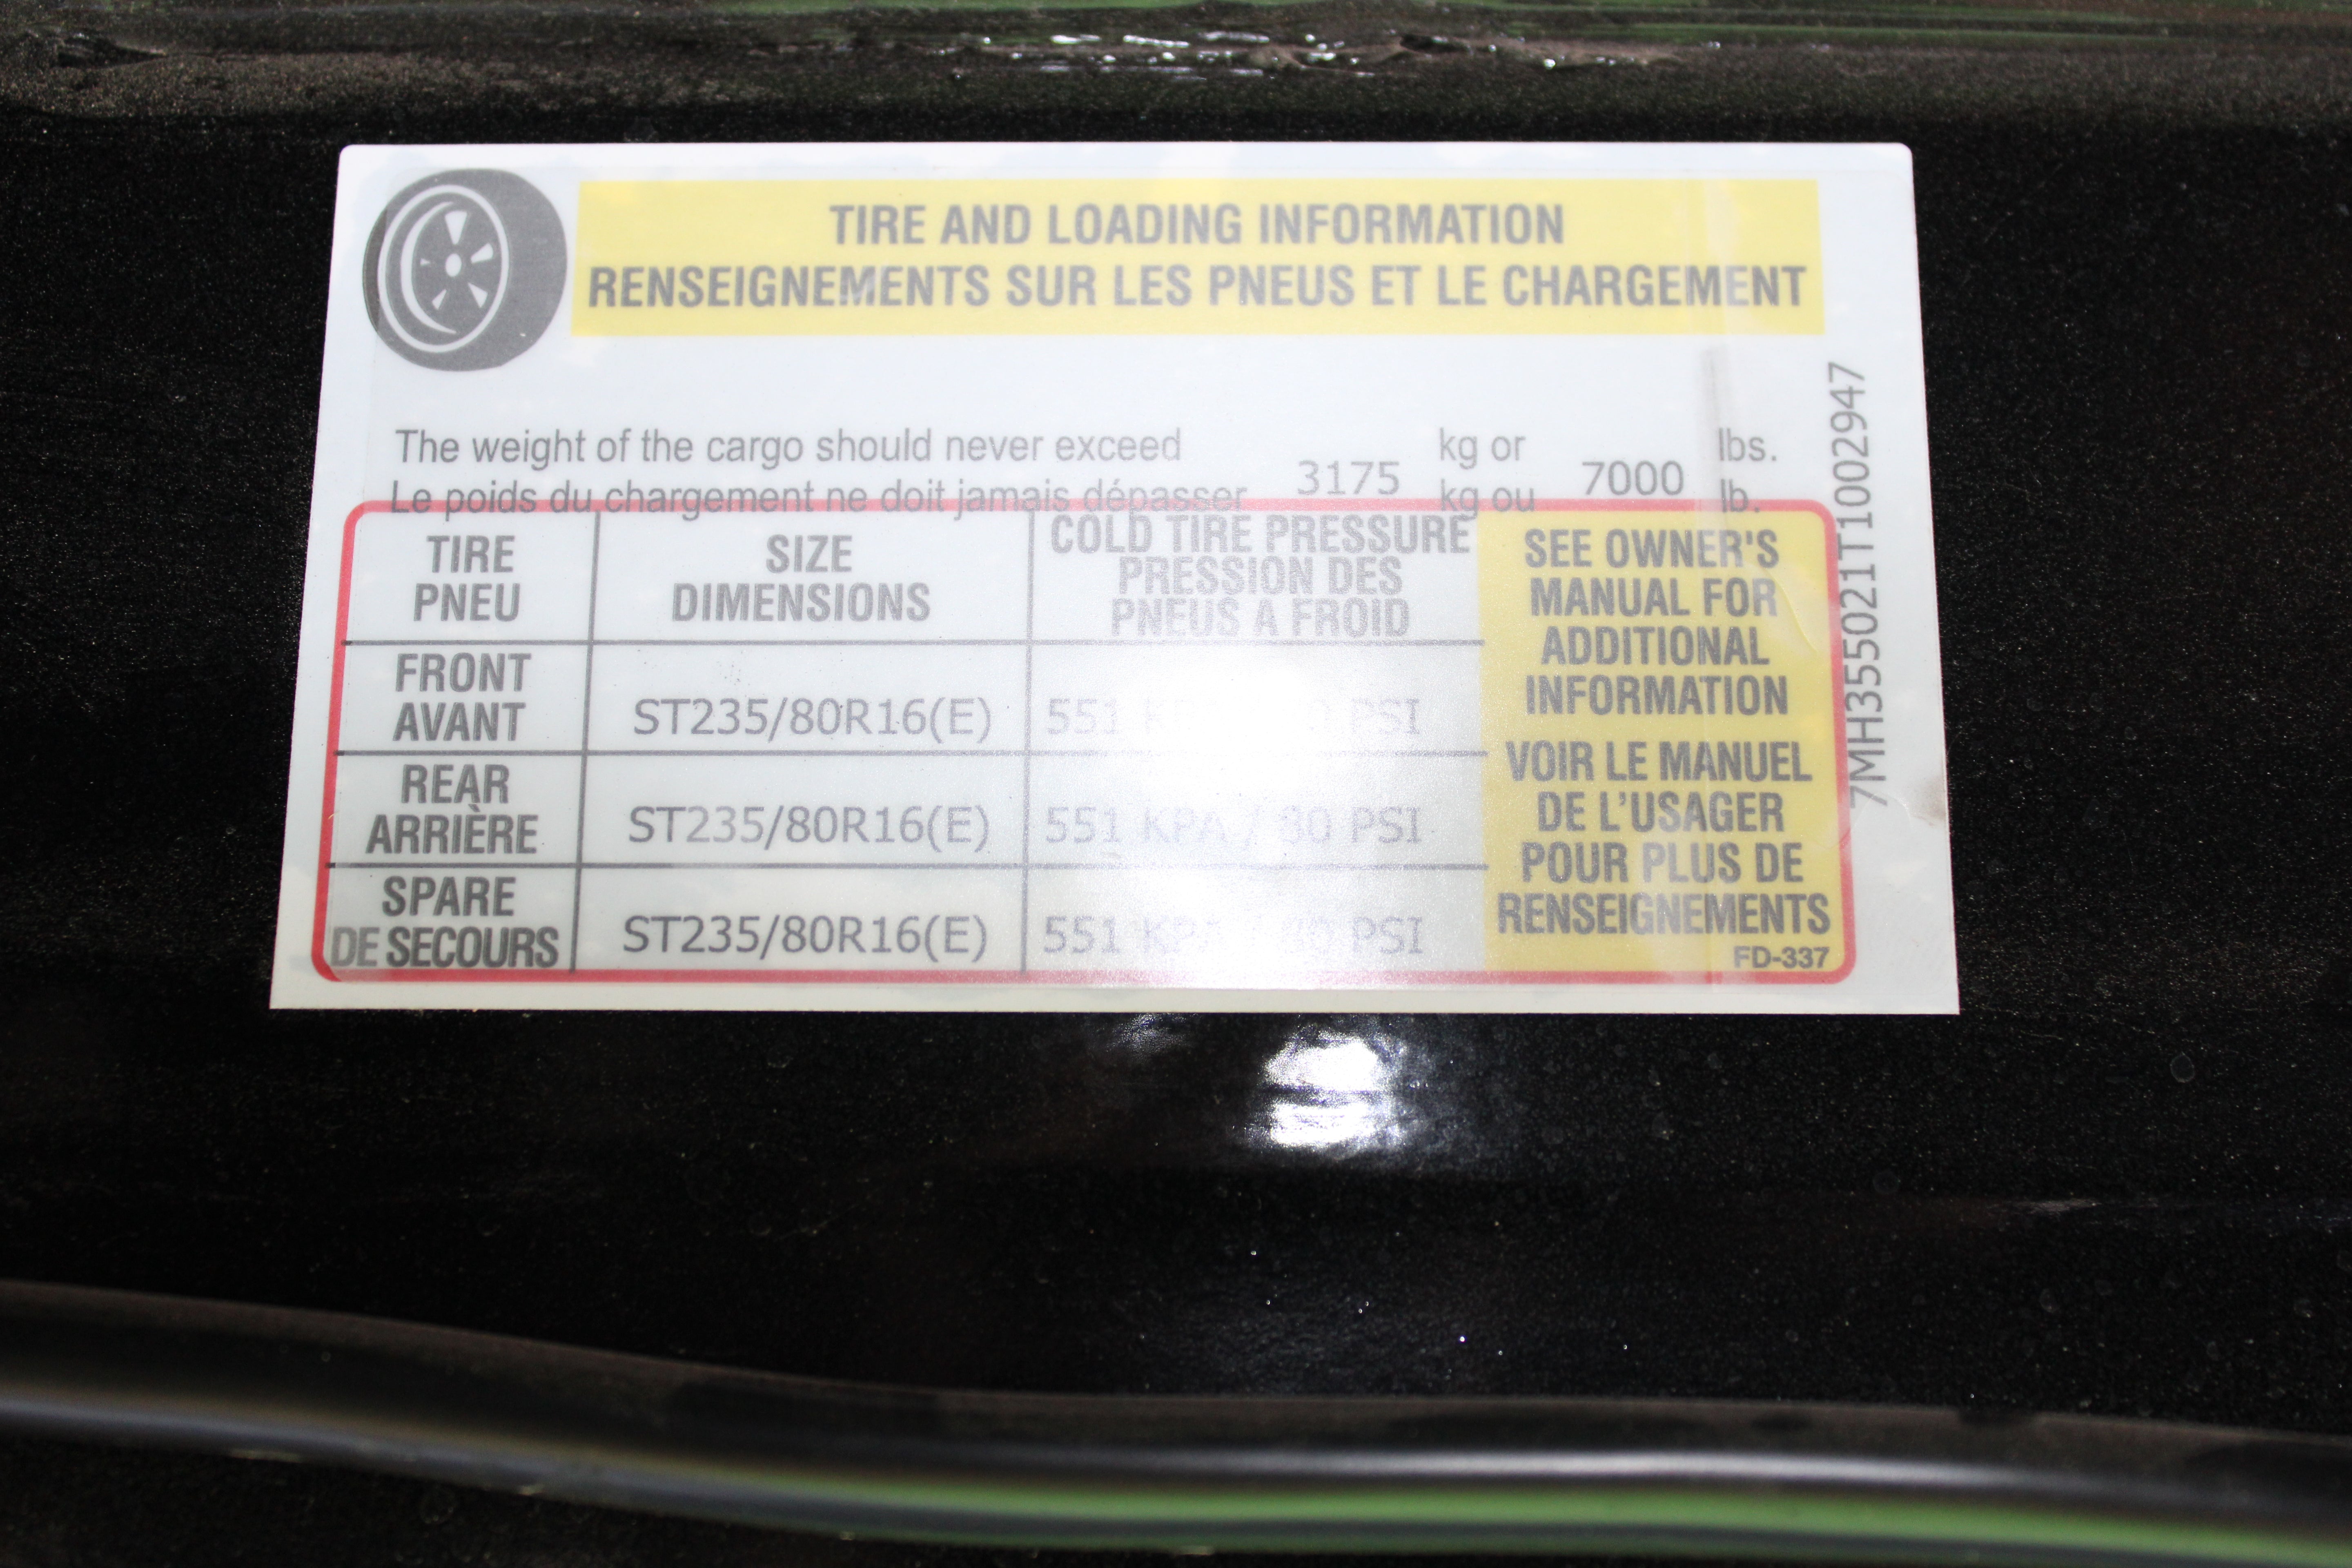 TIRE AND LOADING INFORMATION
RENSEIGNEMENTS SUR LES PNEUS ET LE CHARGEMENT
The weight of the cargo should never exceed kg or lbs.
Le poids du chargement ne doit jamais dépasser 3175 kg ou 7000 lb.
TIRE
PNEU
SIZE
DIMENSIONS
COLD TIRE PRESSURE
PRESSION DES
PNEUS A FROID
FRONT
AVANT
ST235/80R16(E)
551 PSI
REAR
ARRIÈRE
ST235/80R16(E)
551 KPA / 80 PSI
SPARE
DE SECOURS
ST235/80R16(E)
551 KPA / 80 PSI
SEE OWNER'S
MANUAL FOR
ADDITIONAL
INFORMATION
VOIR LE MANUEL
DE L'USAGER
POUR PLUS DE
RENSEIGNEMENTS
FD-337
7MH355021T1002947